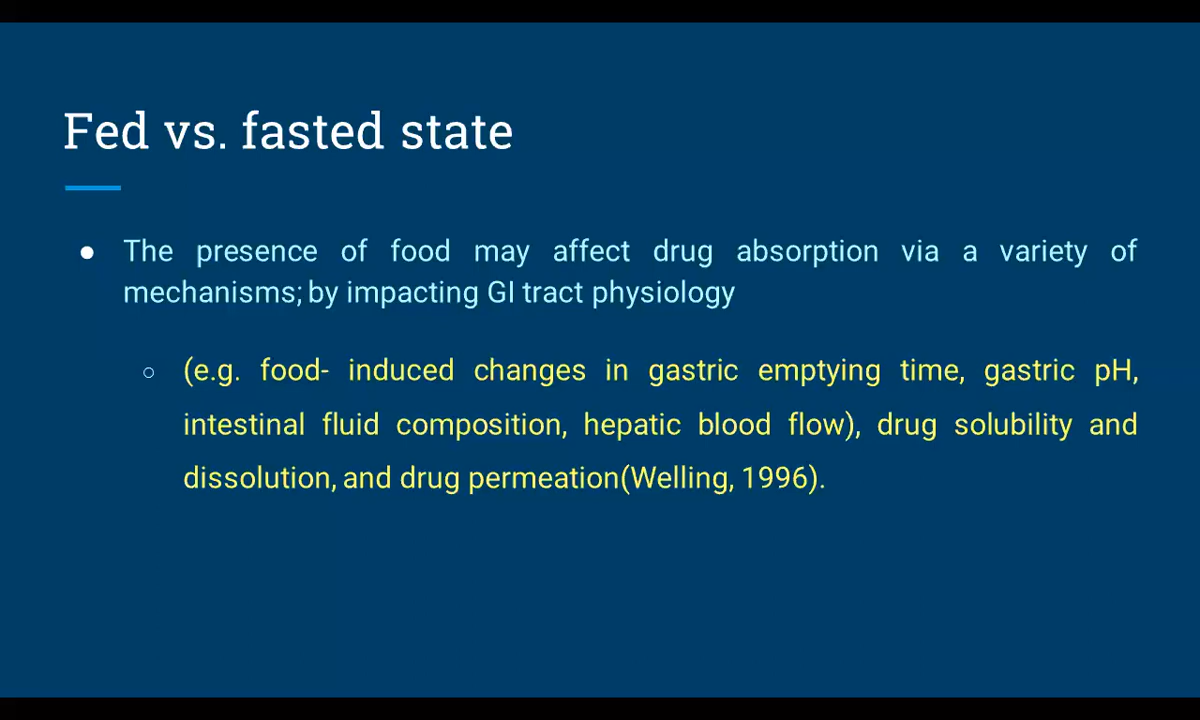 Fed vs. fasted state
● The presence of food may affect drug absorption via a variety of
mechanisms; by impacting GI tract physiology
○ (e.g. food- induced changes in gastric emptying time, gastric pH,
intestinal fluid composition, hepatic blood flow), drug solubility and
dissolution, and drug permeation(Welling, 1996).